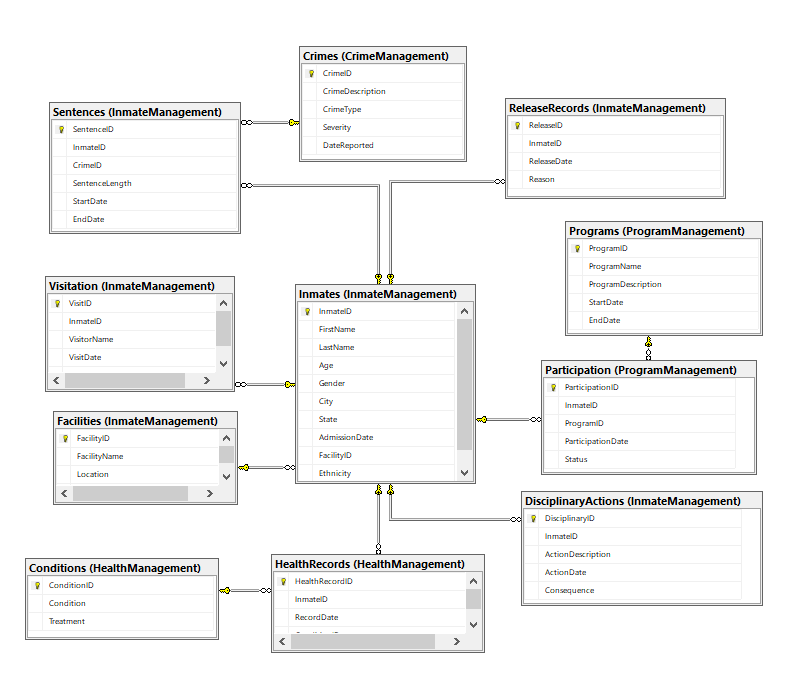 Crimes (CrimeManagement)
CrimeID
CrimeDescription
CrimeType
Severity
DateReported
Sentences (InmateManagement)
SentenceID
InmateID
CrimeID
SentenceLength
StartDate
EndDate
ReleaseRecords (InmateManagement)
ReleaseID
InmateID
ReleaseDate
Reason
Programs (ProgramManagement)
ProgramID
ProgramName
ProgramDescription
StartDate
EndDate
Visitation (InmateManagement)
VisitID
InmateID
VisitorName
VisitDate
Inmates (InmateManagement)
InmateID
FirstName
LastName
Age
Gender
City
State
AdmissionDate
FacilityID
Ethnicity
Participation (ProgramManagement)
ParticipationID
InmateID
ProgramID
ParticipationDate
Status
Facilities (InmateManagement)
FacilityID
FacilityName
Location
DisciplinaryActions (InmateManagement)
DisciplinaryID
InmateID
ActionDescription
ActionDate
Consequence
Conditions (HealthManagement)
ConditionID
Condition
Treatment
HealthRecords (HealthManagement)
HealthRecordID
InmateID
RecordDate